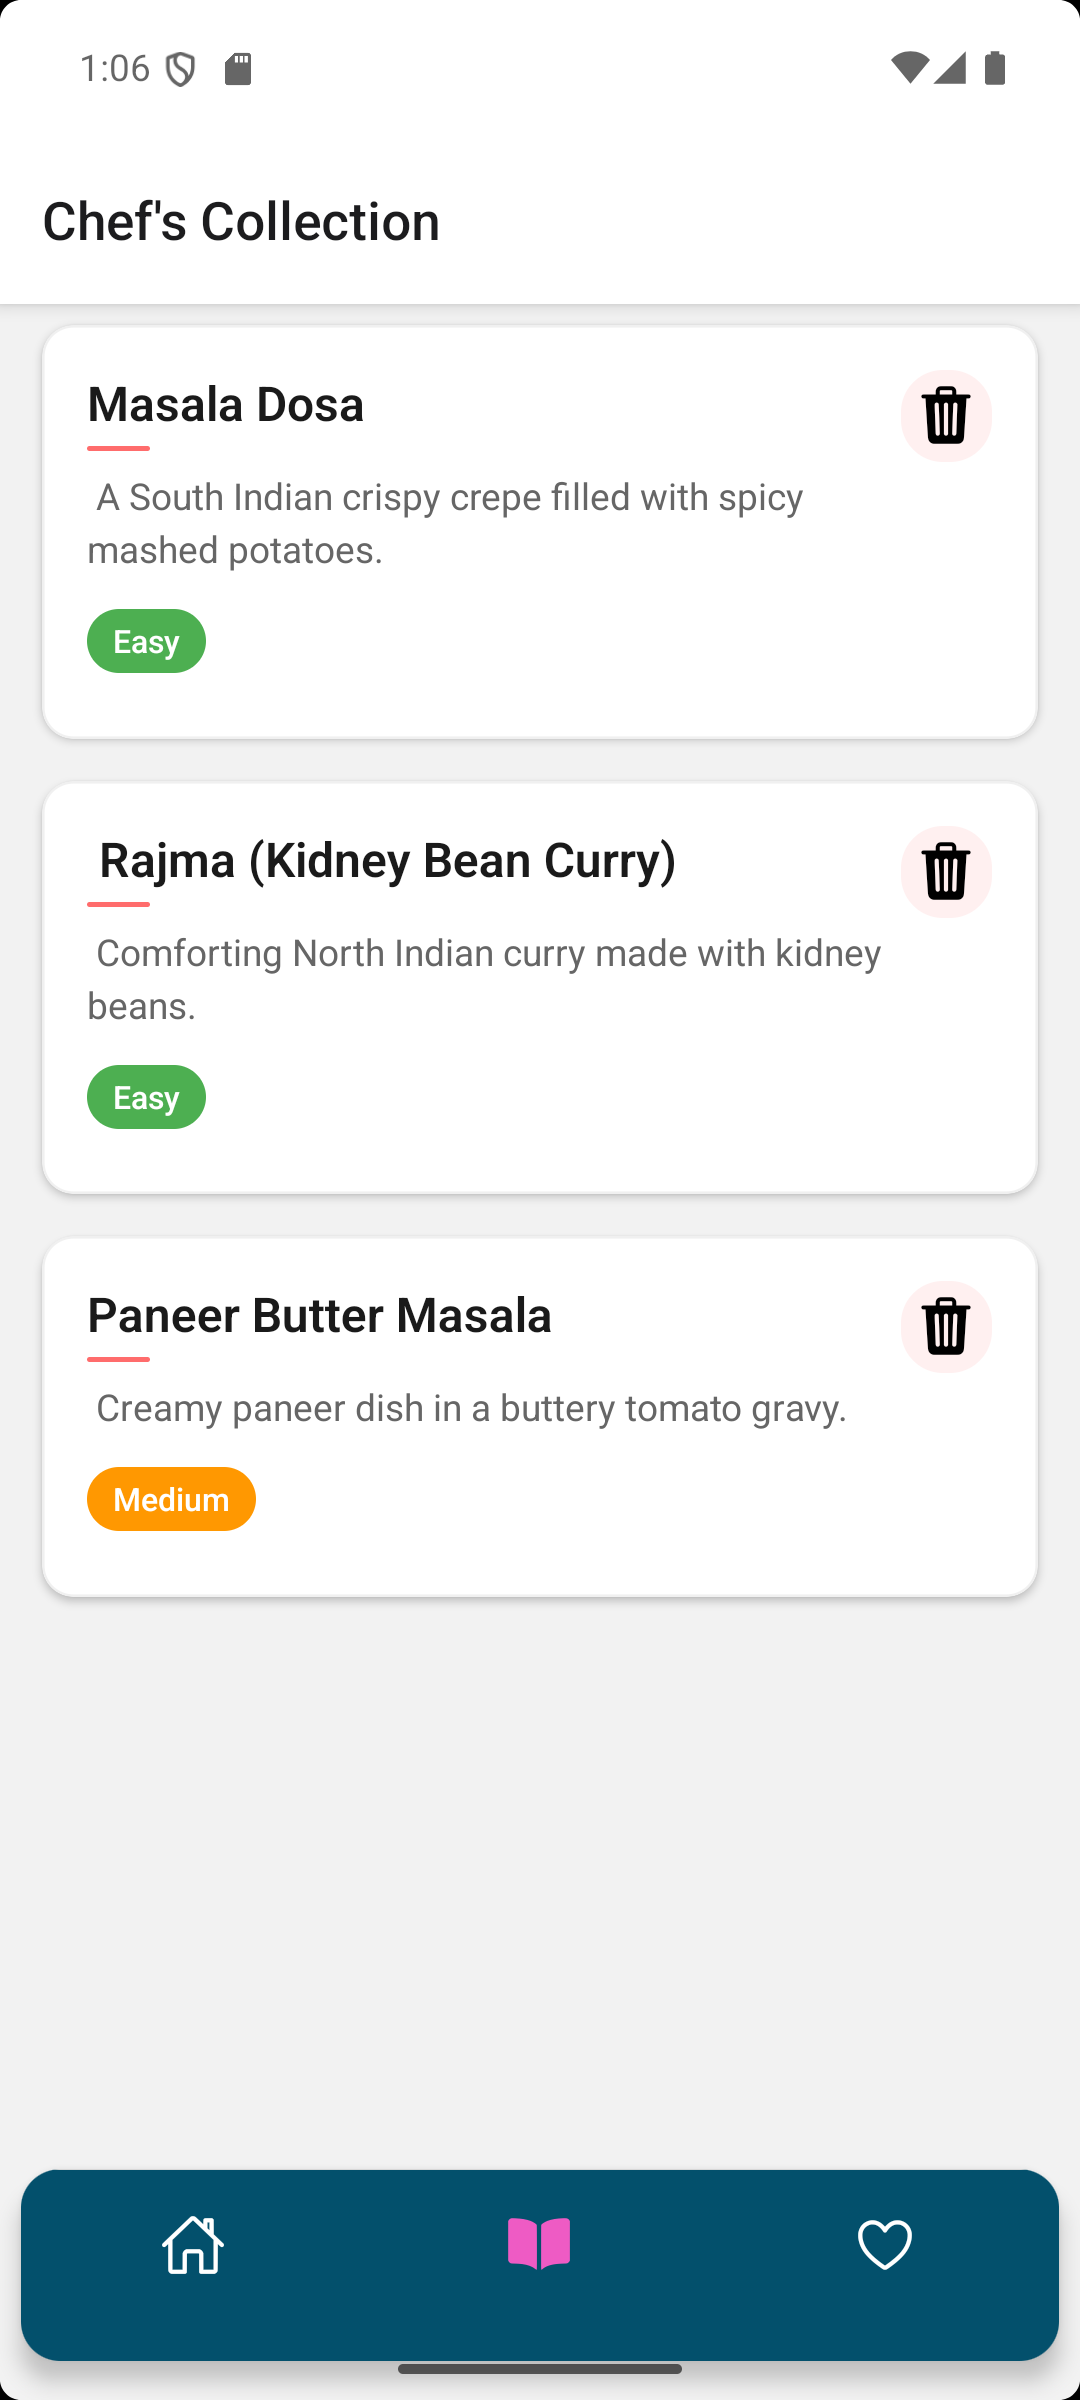 1:06
Chef's Collection
Masala Dosa
A South Indian crispy crepe filled with spicy
mashed potatoes.
Easy
Rajma (Kidney Bean Curry)
Comforting North Indian curry made with kidney
beans.
Easy
Paneer Butter Masala
Creamy paneer dish in a buttery tomato gravy.
Medium